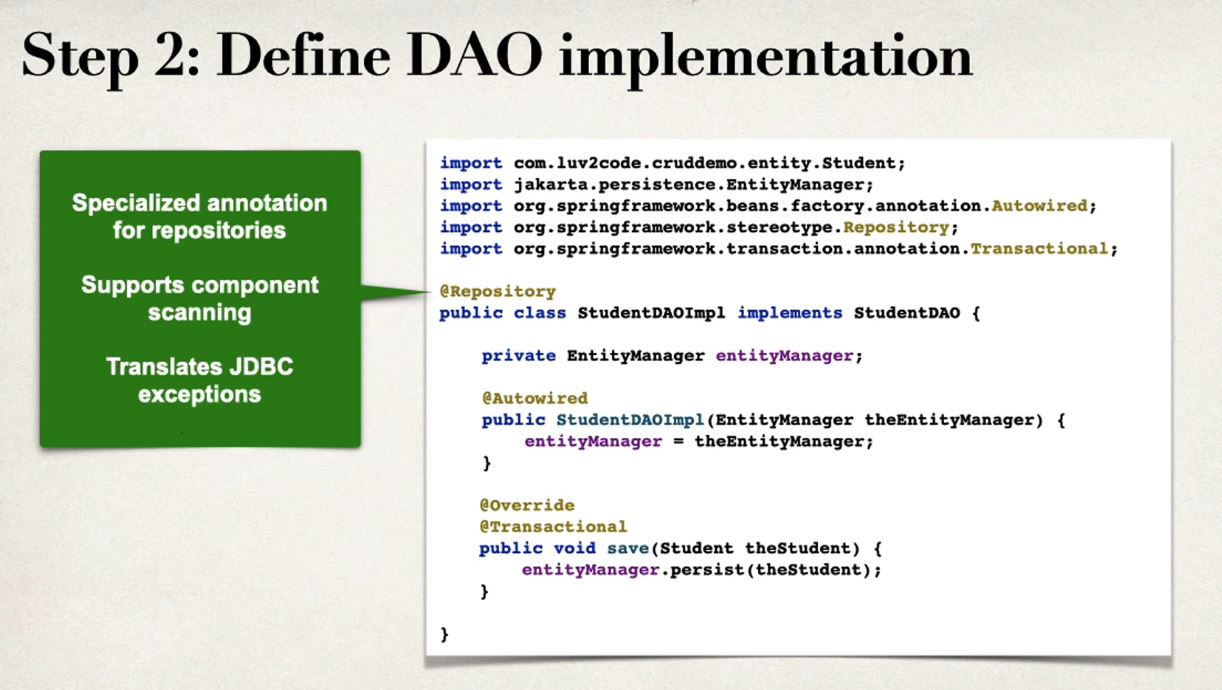 Step 2: Define DAO implementation
Specialized annotation
for repositories
Supports component
scanning
Translates JDBC
exceptions
import com.luv2code.cruddemo.entity.Student;
import jakarta.persistence.EntityManager;
import org.springframework.beans.factory.annotation.Autowired;
import org.springframework.stereotype.Repository;
import org.springframework.transaction.annotation.Transactional;
@Repository
public class StudentDAOImpl implements StudentDAO {
private EntityManager entityManager;
@Autowired
public StudentDAOImpl(EntityManager theEntityManager) {
entityManager = theEntityManager;
}
@Override
@Transactional
public void save(Student theStudent) {
entityManager.persist(theStudent);
}
}